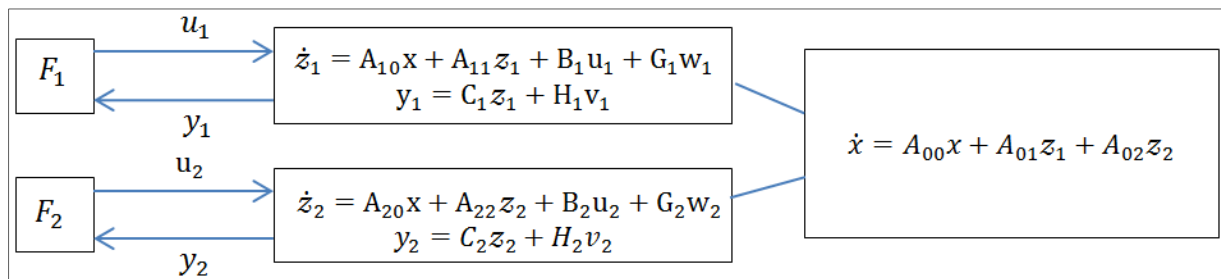 u₁
F₁
ż₁ = A₁₀x + A₁₁z₁ + B₁u₁ + G₁w₁
y₁ = C₁z₁ + H₁v₁
y₁
ẋ = A₀₀x + A₀₁z₁ + A₀₂z₂
u₂
F₂
ż₂ = A₂₀x + A₂₂z₂ + B₂u₂ + G₂w₂
y₂ = C₂z₂ + H₂v₂
y₂